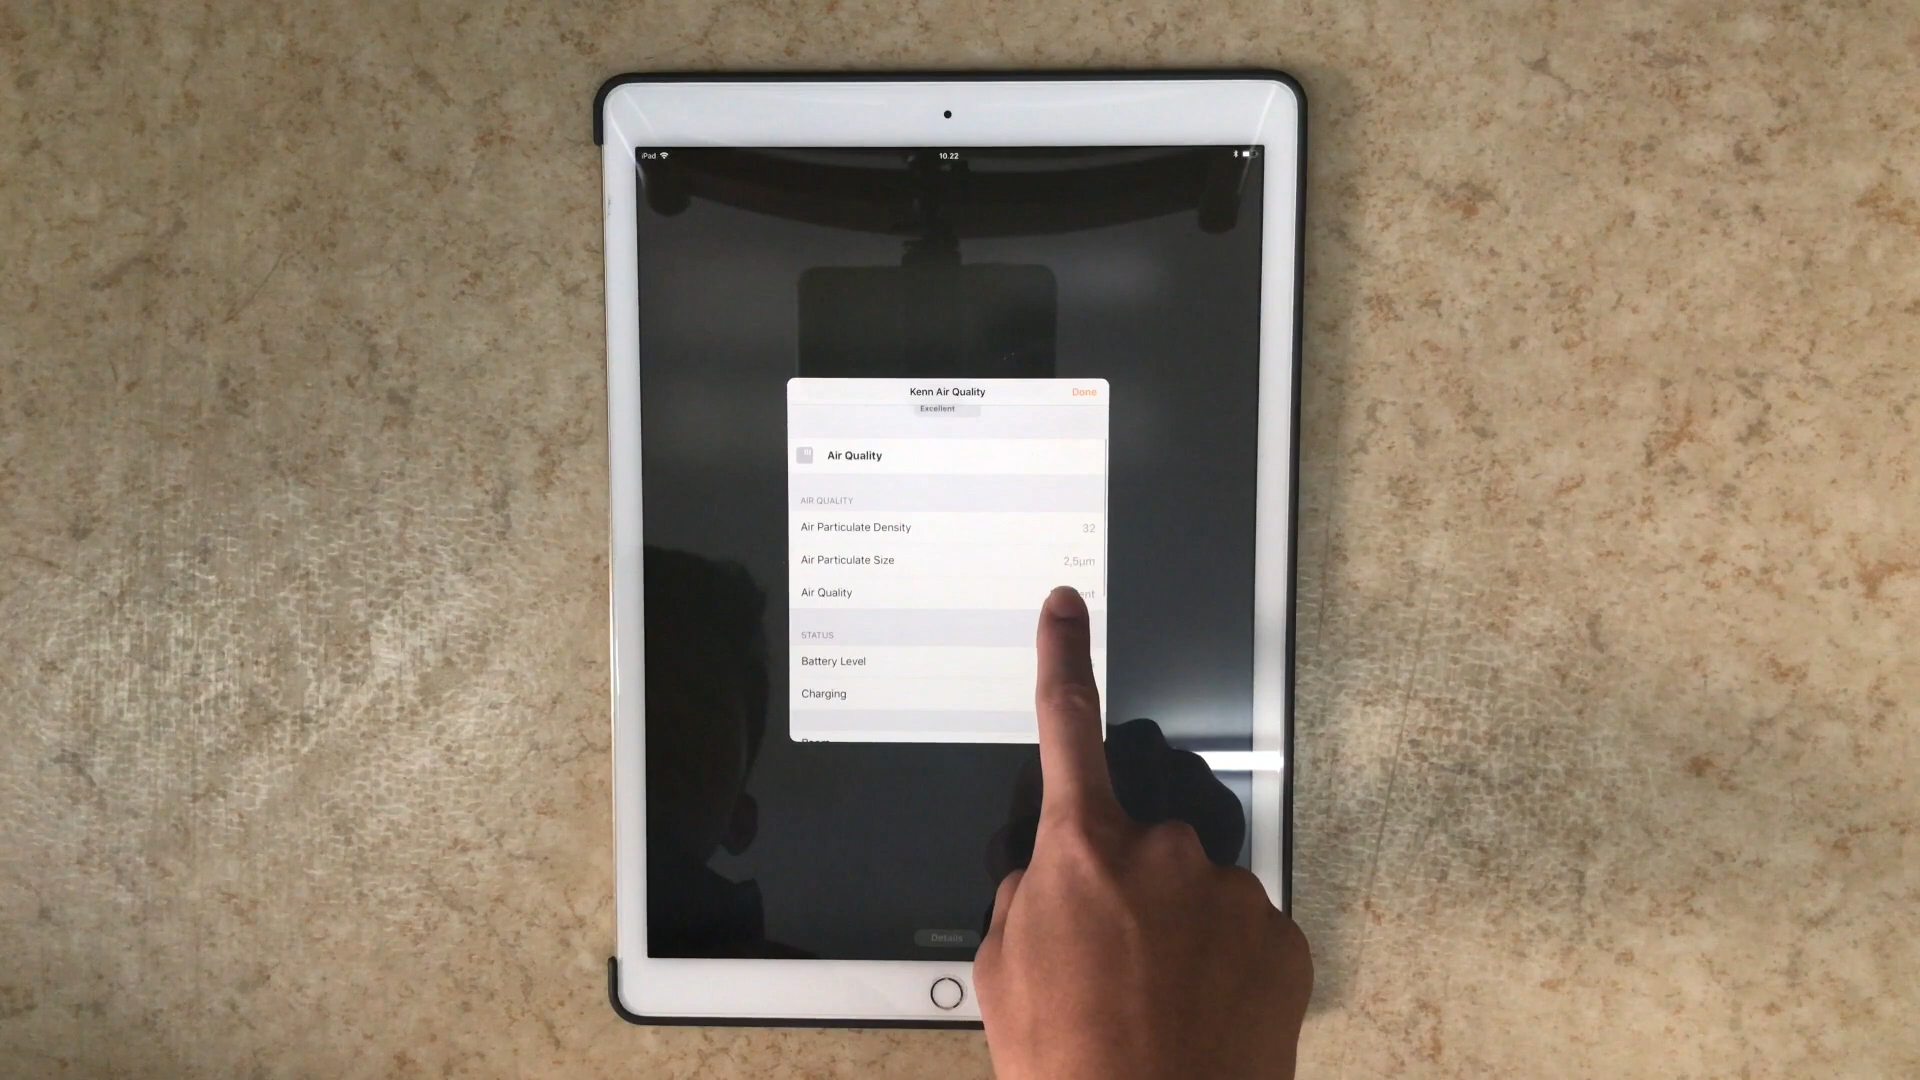 iPad
10.22
Kenn Air Quality
Done
Excellent
Air Quality
AIR QUALITY
Air Particulate Density
32
Air Particulate Size
2,5µm
Air Quality
STATUS
Battery Level
Charging
Details